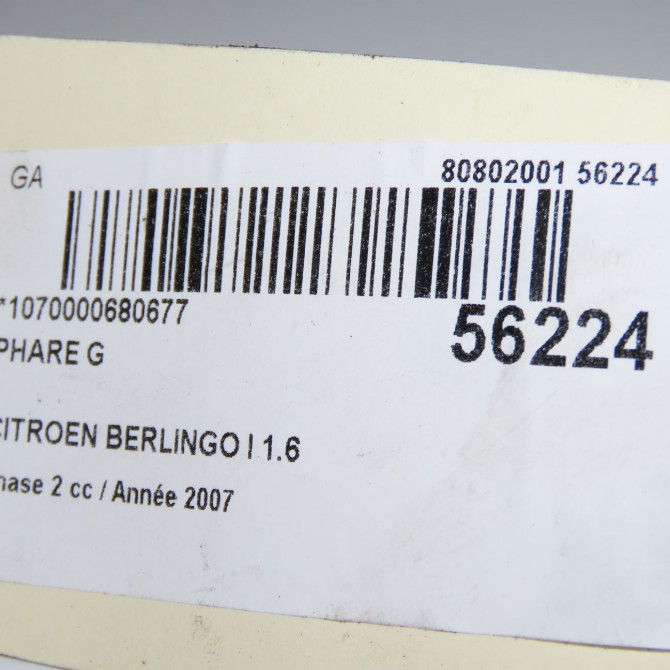 GA 80802001 56224
*1070000680677 56224
PHARE G
CITROEN BERLINGO I 1.6
hase 2 cc / Année 2007